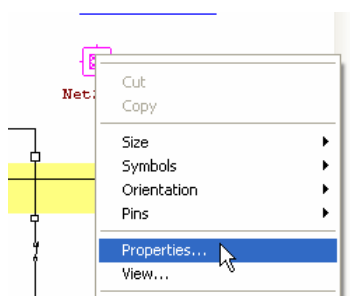 Net
Cut
Copy
Size
Symbols
Orientation
Pins
Properties...
View...